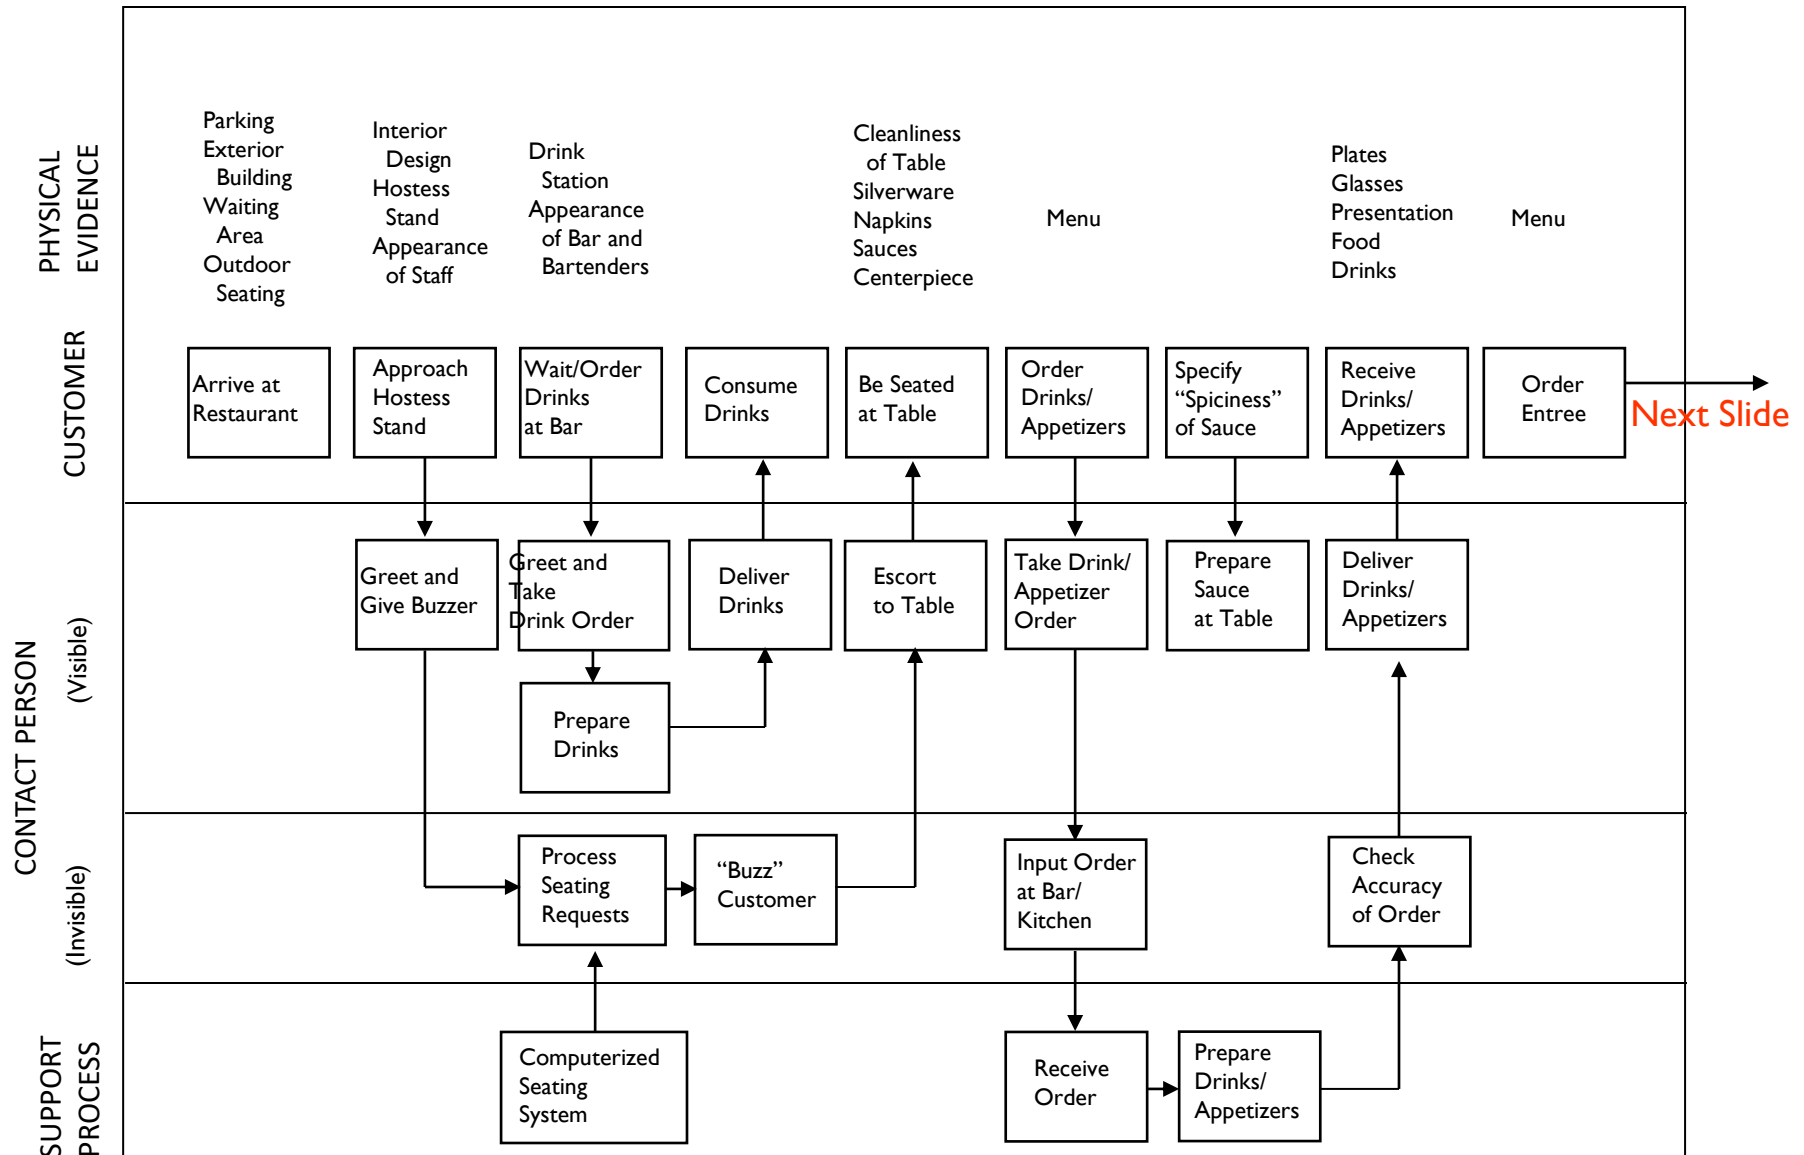 PHYSICAL
EVIDENCE
Parking
Exterior
Building
Waiting
Area
Outdoor
Seating
Interior
Design
Hostess
Stand
Appearance
of Staff
Drink
Station
Appearance
of Bar and
Bartenders
Cleanliness
of Table
Silverware
Napkins
Sauces
Centerpiece
Menu
Plates
Glasses
Presentation
Food
Drinks
Menu
CUSTOMER
Arrive at
Restaurant
Approach
Hostess
Stand
Wait/Order
Drinks
at Bar
Consume
Drinks
Be Seated
at Table
Order
Drinks/
Appetizers
Specify
“Spiciness”
of Sauce
Receive
Drinks/
Appetizers
Order
Entree
Next Slide
CONTACT PERSON
(Visible)
Greet and
Give Buzzer
Greet and
Take
Drink Order
Deliver
Drinks
Escort
to Table
Take Drink/
Appetizer
Order
Prepare
Sauce
at Table
Deliver
Drinks/
Appetizers
Prepare
Drinks
(Invisible)
Process
Seating
Requests
“Buzz”
Customer
Input Order
at Bar/
Kitchen
Check
Accuracy
of Order
SUPPORT
PROCESS
Computerized
Seating
System
Receive
Order
Prepare
Drinks/
Appetizers